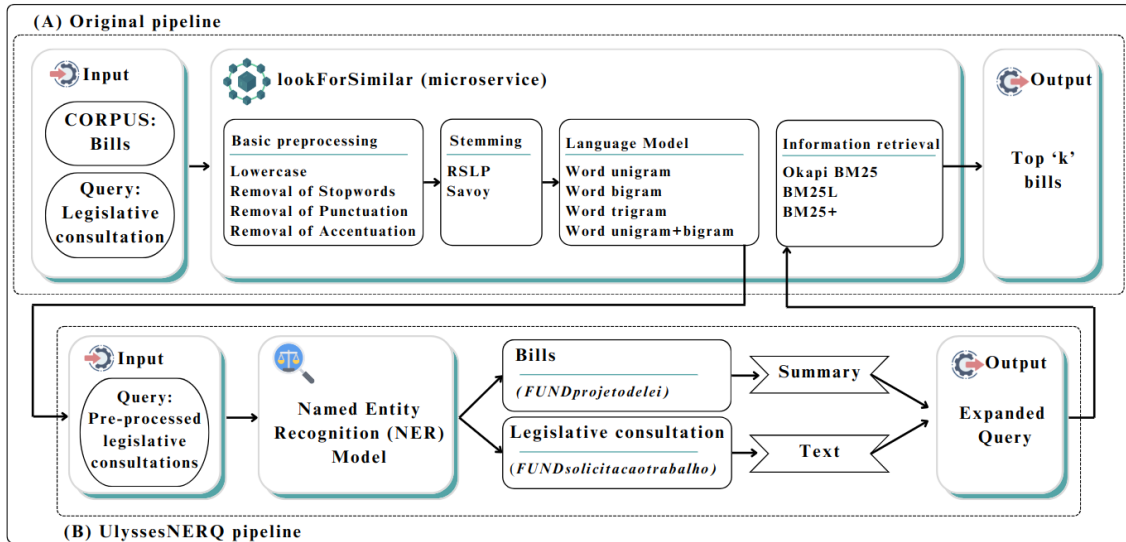 (A) Original pipeline
Input
CORPUS:
Bills
Query:
Legislative
consultation
lookForSimilar (microservice)
Basic preprocessing
Lowercase
Removal of Stopwords
Removal of Punctuation
Removal of Accentuation
Stemming
RSLP
Savoy
Language Model
Word unigram
Word bigram
Word trigram
Word unigram+bigram
Information retrieval
Okapi BM25
BM25L
BM25+
Output
Top ‘k’
bills
Input
Query:
Pre-processed
legislative
consultations
Named Entity
Recognition (NER)
Model
Bills
(FUNDprojetodelei)
Legislative consultation
(FUNDsolicitacaotrabalho)
Summary
Text
Output
Expanded
Query
(B) UlyssesNERQ pipeline